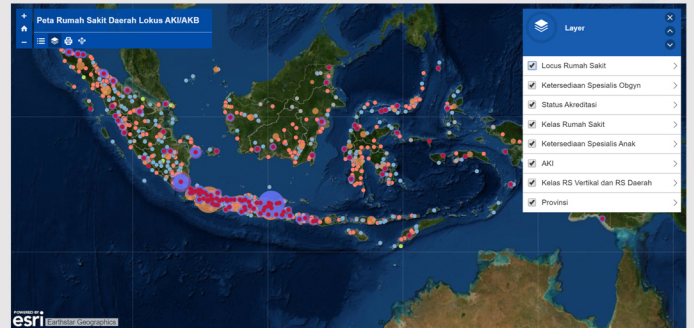 Peta Rumah Sakit Daerah Lokus AKI/AKB
Layer
Locus Rumah Sakit
Ketersediaan Spesialis Obgyn
Status Akreditasi
Kelas Rumah Sakit
Ketersediaan Spesialis Anak
AKI
Kelas RS Vertikal dan RS Daerah
Provinsi
POWERED BY
esri
Earthstar Geographics